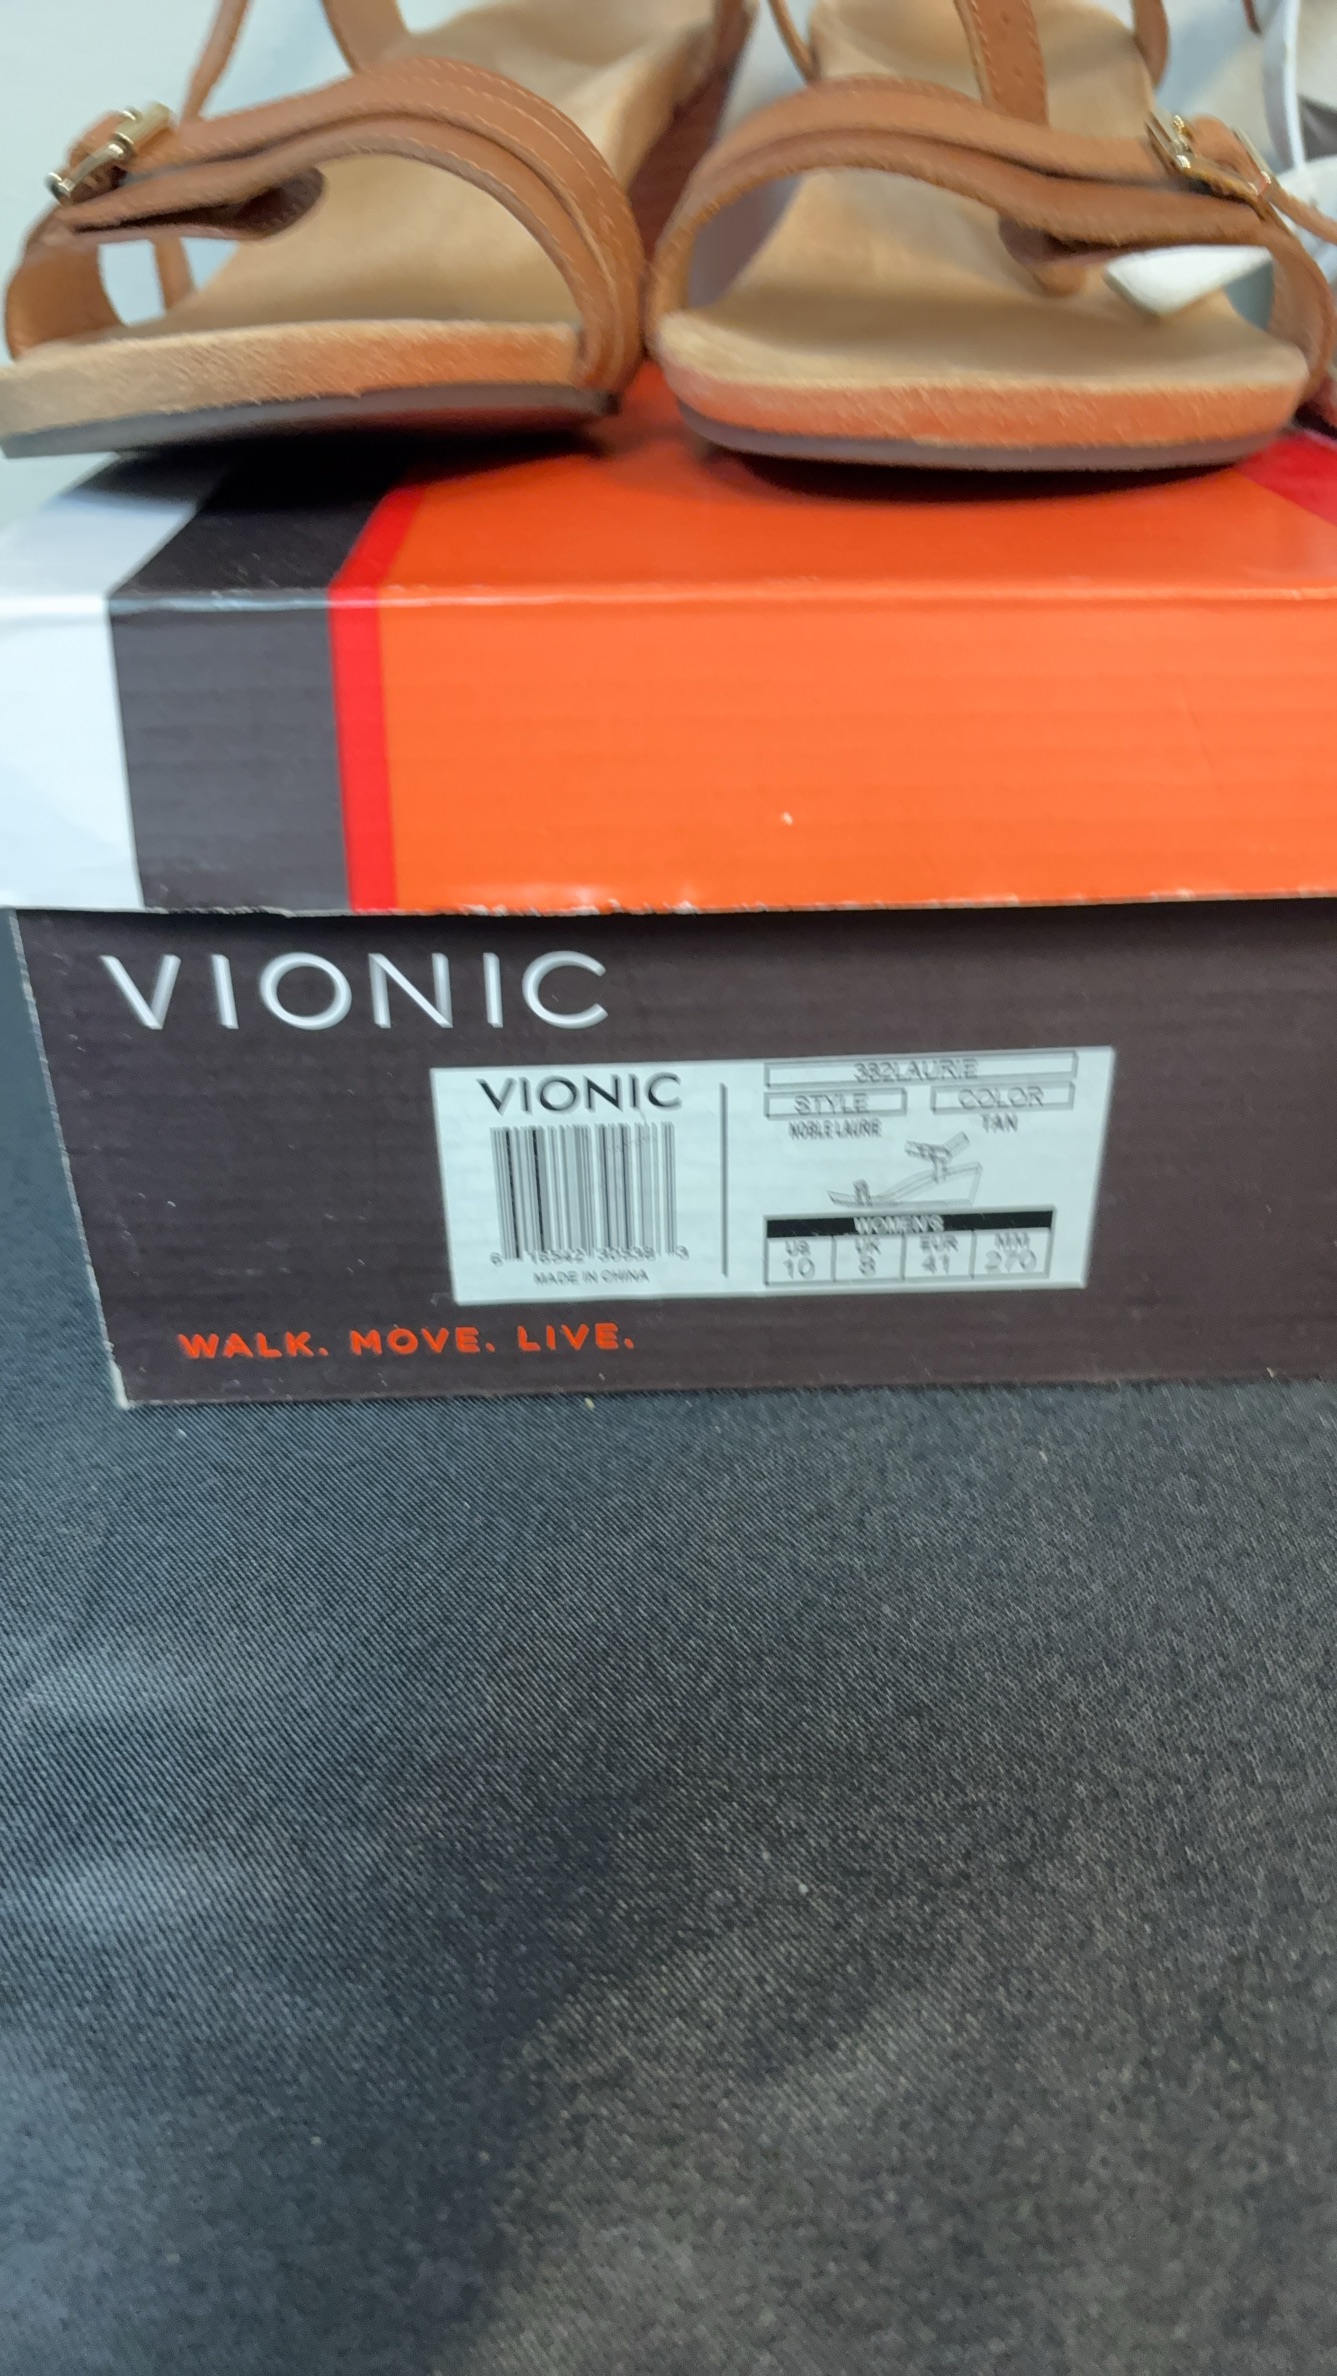 VIONIC
VIONIC
382LAURIE
STYLE COLOR
NOBLE LAURIE TAN
WOMEN'S
US UK EUR MM
10 8 41 270
MADE IN CHINA
WALK. MOVE. LIVE.